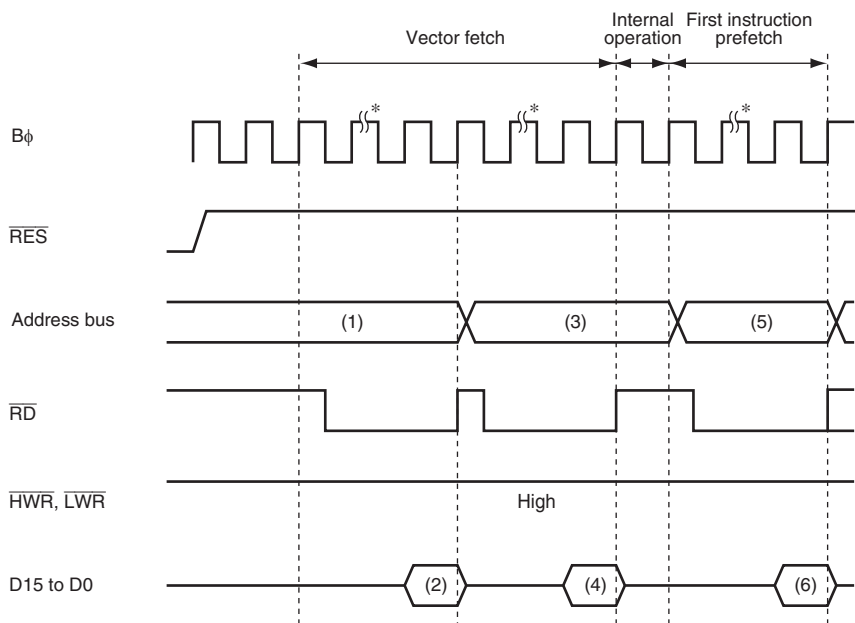 Vector fetch
Internal operation
First instruction prefetch
*
*
*
Bϕ
RES
Address bus
(1)
(3)
(5)
RD
HWR, LWR
High
D15 to D0
(2)
(4)
(6)